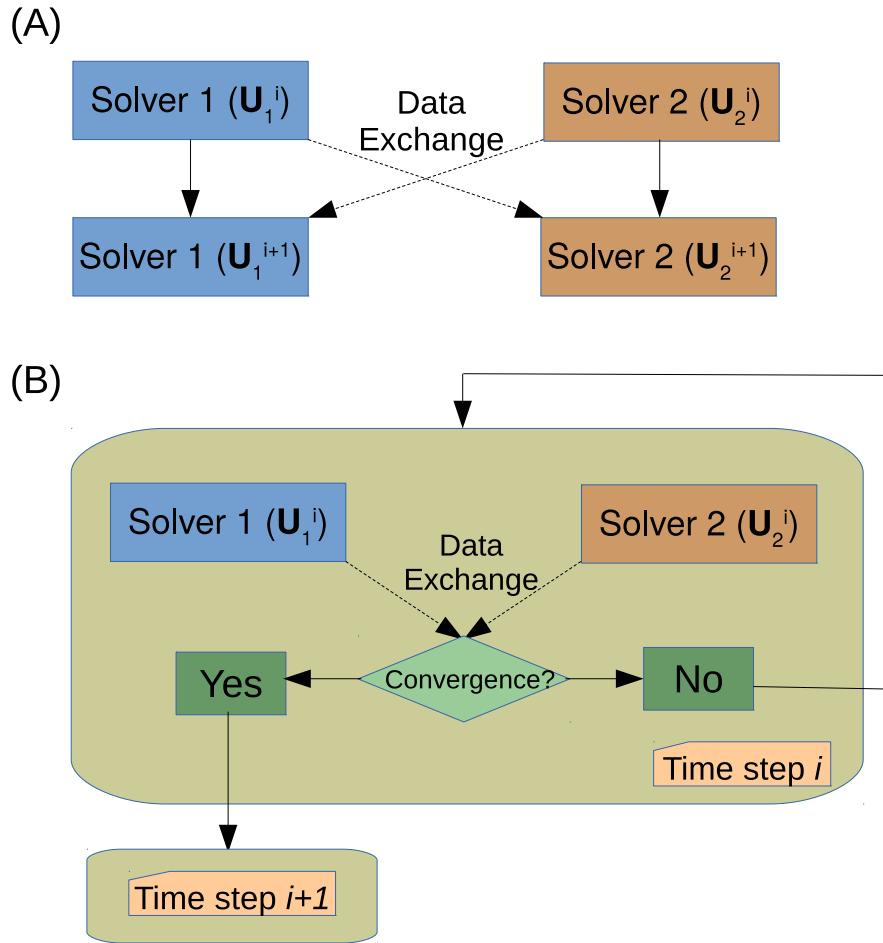 (A)
Solver 1 (U₁ⁱ)
Data
Exchange
Solver 2 (U₂ⁱ)
Solver 1 (U₁ⁱ⁺¹)
Solver 2 (U₂ⁱ⁺¹)
(B)
Solver 1 (U₁ⁱ)
Data
Exchange
Solver 2 (U₂ⁱ)
Yes
Convergence?
No
Time step i
Time step i+1